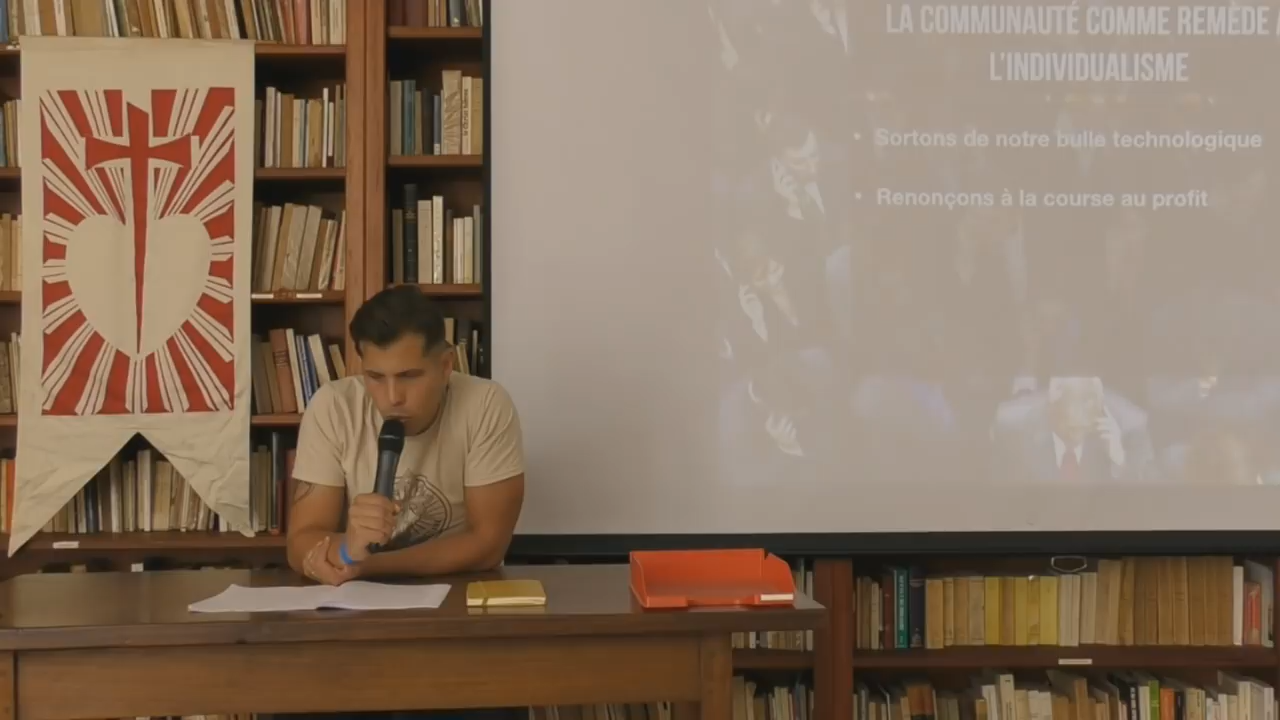 LA COMMUNAUTÉ COMME REMÈDE À
L'INDIVIDUALISME
• Sortons de notre bulle technologique
• Renonçons à la course au profit